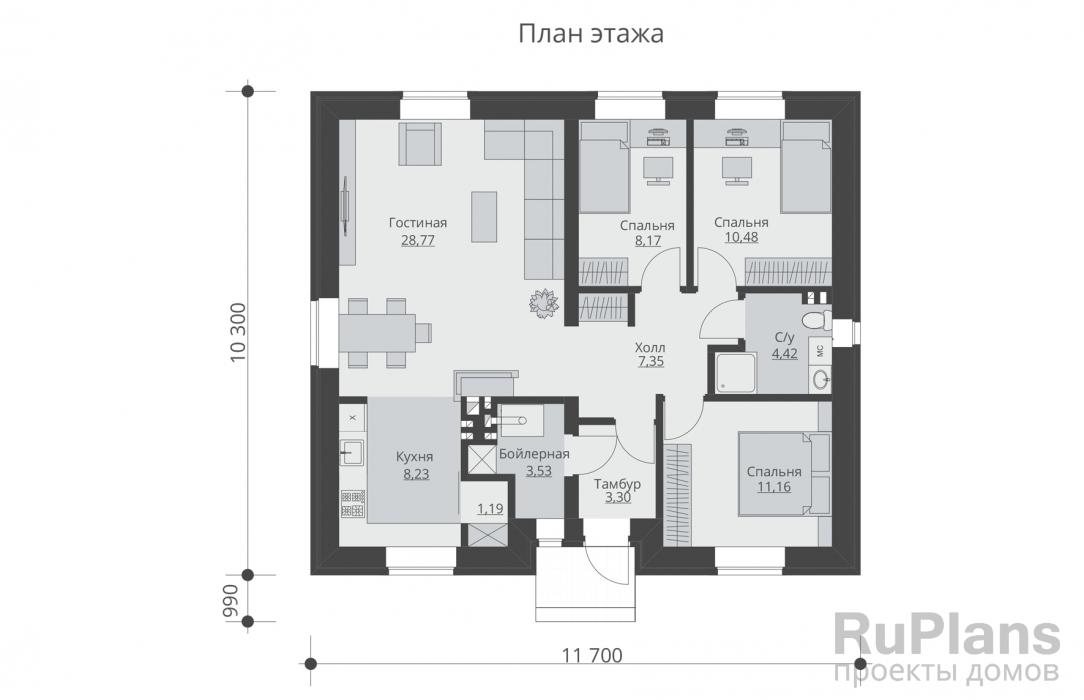 План этажа
10 300
990
11 700
Гостиная
28,77
Спальня
8,17
Спальня
10,48
Холл
7,35
С/у
4,42
МС
Х
Кухня
8,23
Бойлерная
3,53
1,19
Тамбур
3,30
Спальня
11,16
RuPlans
проекты домов